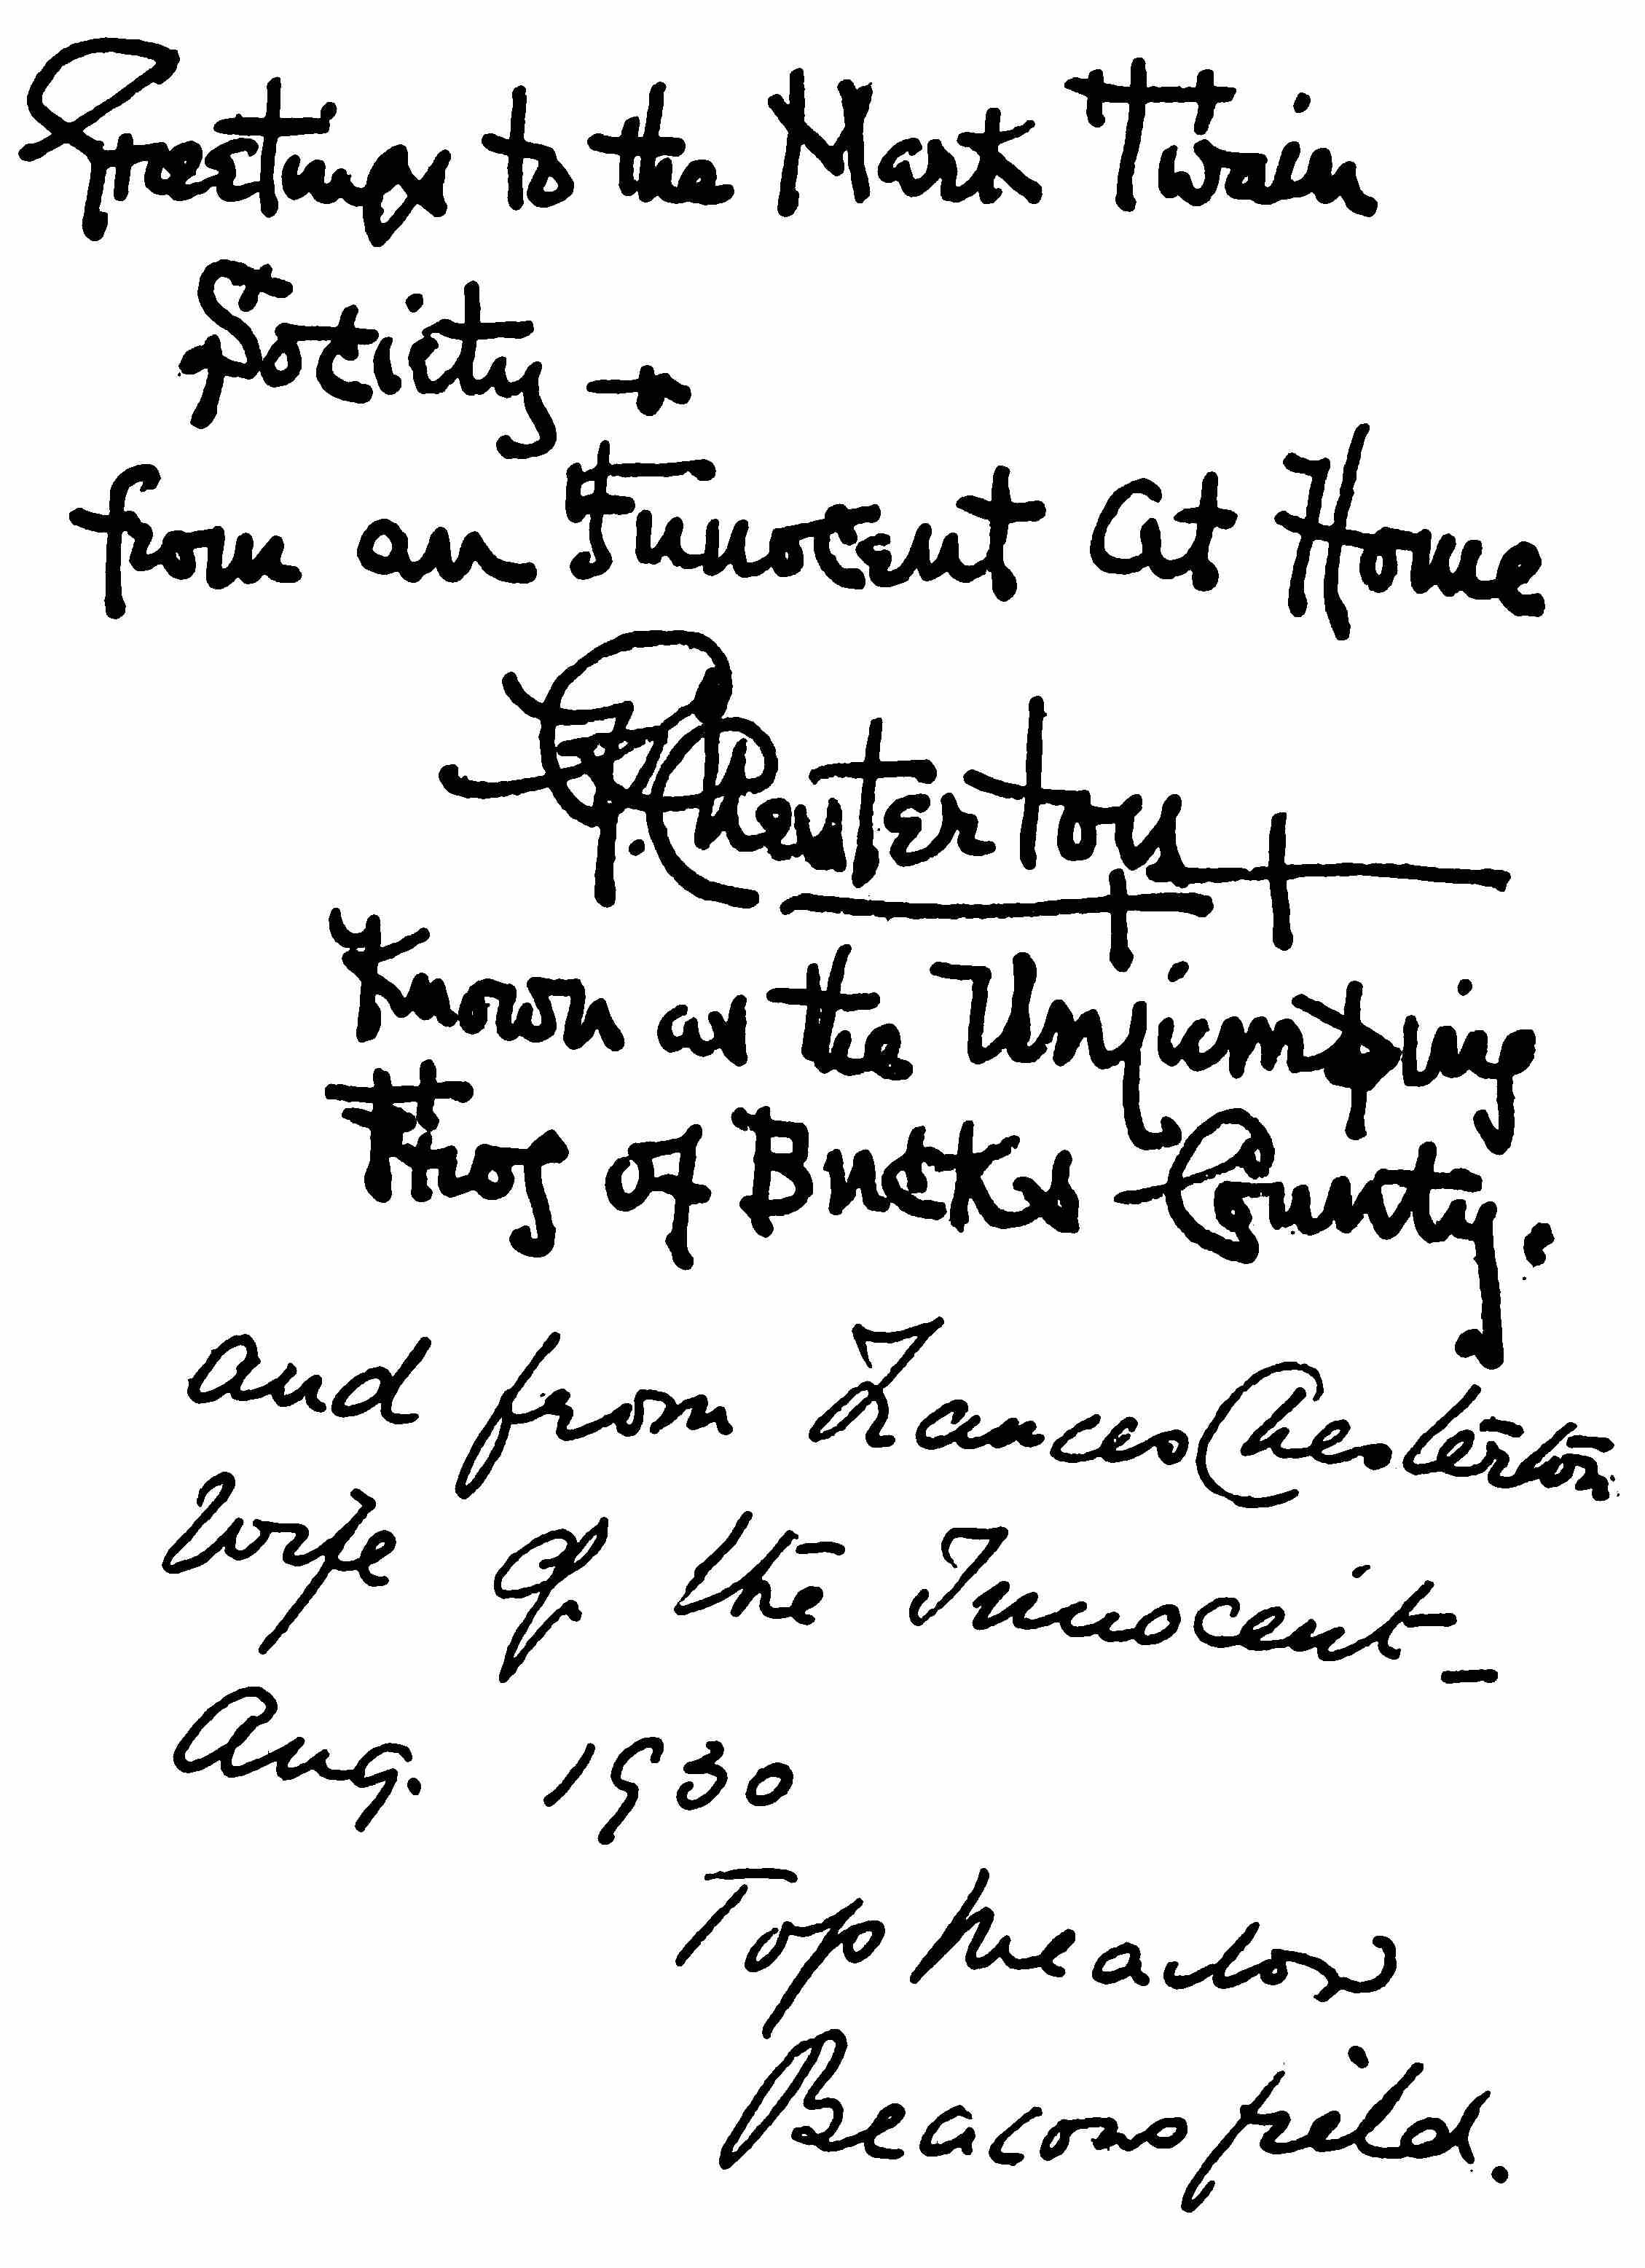 Greetings to the Mark Twain
Society -
from an Innocent at Home
G.K. Chesterton
Known as the Unjumping
Frog of Bucks County.
and from Frances Chesterton
Wife of the Innocent -
Aug. 1930
Top Meadow
Beaconsfield.